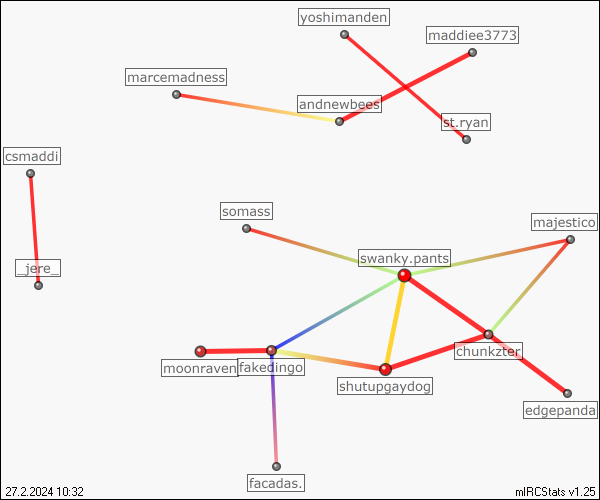 yoshimanden
maddiee3773
marcemadness
andnewbees
st.ryan
csmaddi
somass
majestico
swanky.pants
_jere_
chunkzter
moonraven
fakedingo
shutupgaydog
edgepanda
facadas.
27.2.2024 10:32
mIRCStats v1.25